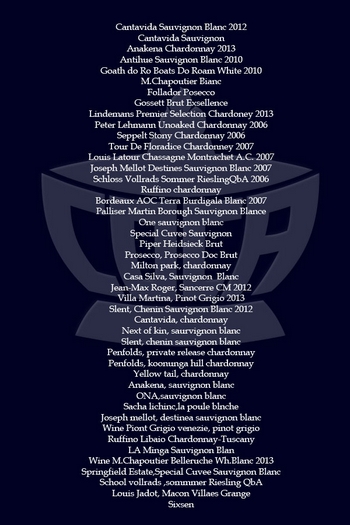 Cantavida Sauvignon Blanc 2012
Cantavida Sauvignon
Anakena Chardonnay 2013
Antihue Sauvignon Blanc 2010
Goath do Ro Boats Do Roam White 2010
M.Chapoutier Bianc
Follador Posecco
Gossett Brut Exsellence
Lindemans Premier Selection Chardoney 2013
Peter Lehmann Unoaked Chardonnay 2006
Seppelt Stony Chardonnay 2006
Tour De Floradice Chardonney 2007
Louis Latour Chassagne Montrachet A.C. 2007
Joseph Mellot Destines Sauvignon Blanc 2007
Schloss Vollrads Sommer RieslingQbA 2006
Ruffino chardonnay
Bordeaux AOC Terra Burdigala Blanc 2007
Palliser Martin Borough Sauvignon Blance
One sauvignon blanc
Special Cuvee Sauvignon
Piper Heidsieck Brut
Prosecco, Prosecco Doc Brut
Milton park, chardonnay
Casa Silva, Sauvignon Blanc
Jean-Max Roger, Sancerre CM 2012
Villa Martina, Pinot Grigio 2013
Slent, Chenin Sauvignon Blanc 2012
Cantavida, chardonnay
Next of kin, saurvignon blanc
Slent, chenin sauvignon blanc
Penfolds, private release chardonnay
Penfolds, koonunga hill chardonnay
Yellow tail, chardonnay
Anakena, sauvignon blanc
ONA,sauvignon blanc
Sacha lichinc,la poule blnche
Joseph mellot, destinea sauvignon blanc
Wine Piont Grigio venezie, pinot grigio
Ruffino Libaio Chardonnay-Tuscany
LA Minga Sauvignon Blan
Wine M.Chapoutier Belleruche Wh.Blanc 2013
Springfield Estate,Special Cuvee Sauvignon Blanc
School vollrads ,sommmer Riesling QbA
Louis Jadot, Macon Villaes Grange
Sixsen